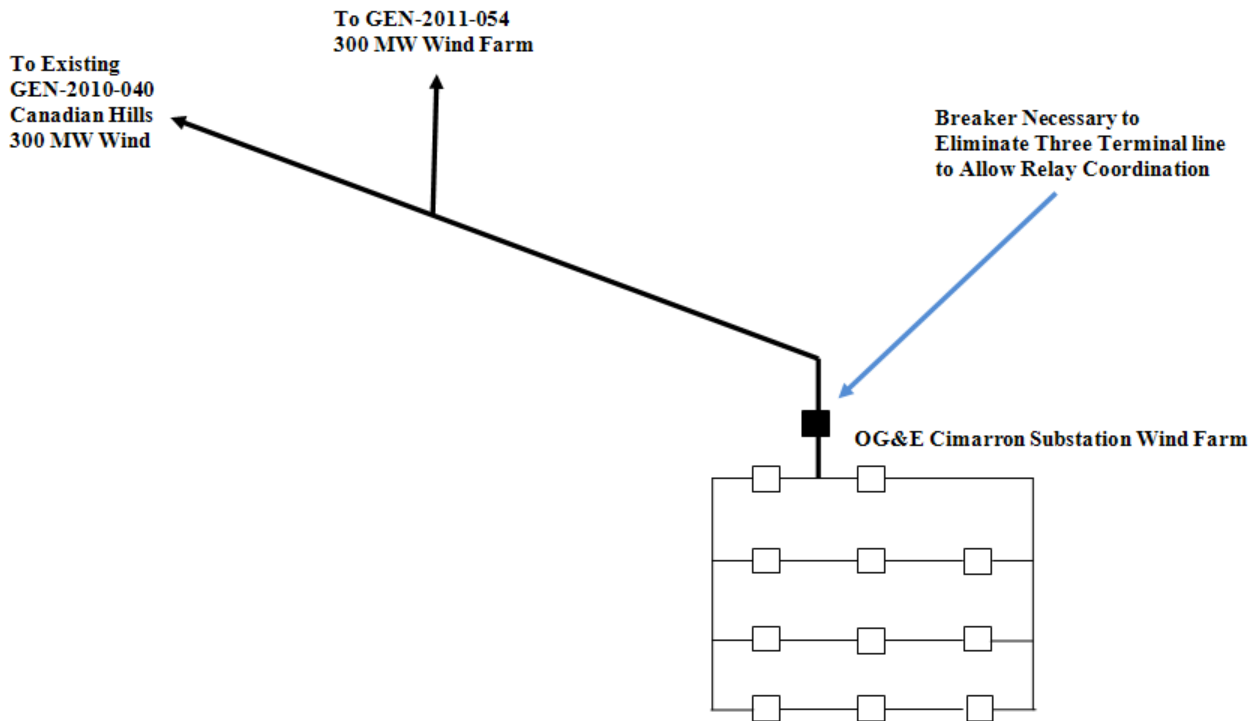 To GEN-2011-054
300 MW Wind Farm
To Existing
GEN-2010-040
Canadian Hills
300 MW Wind
Breaker Necessary to
Eliminate Three Terminal line
to Allow Relay Coordination
OG&E Cimarron Substation Wind Farm